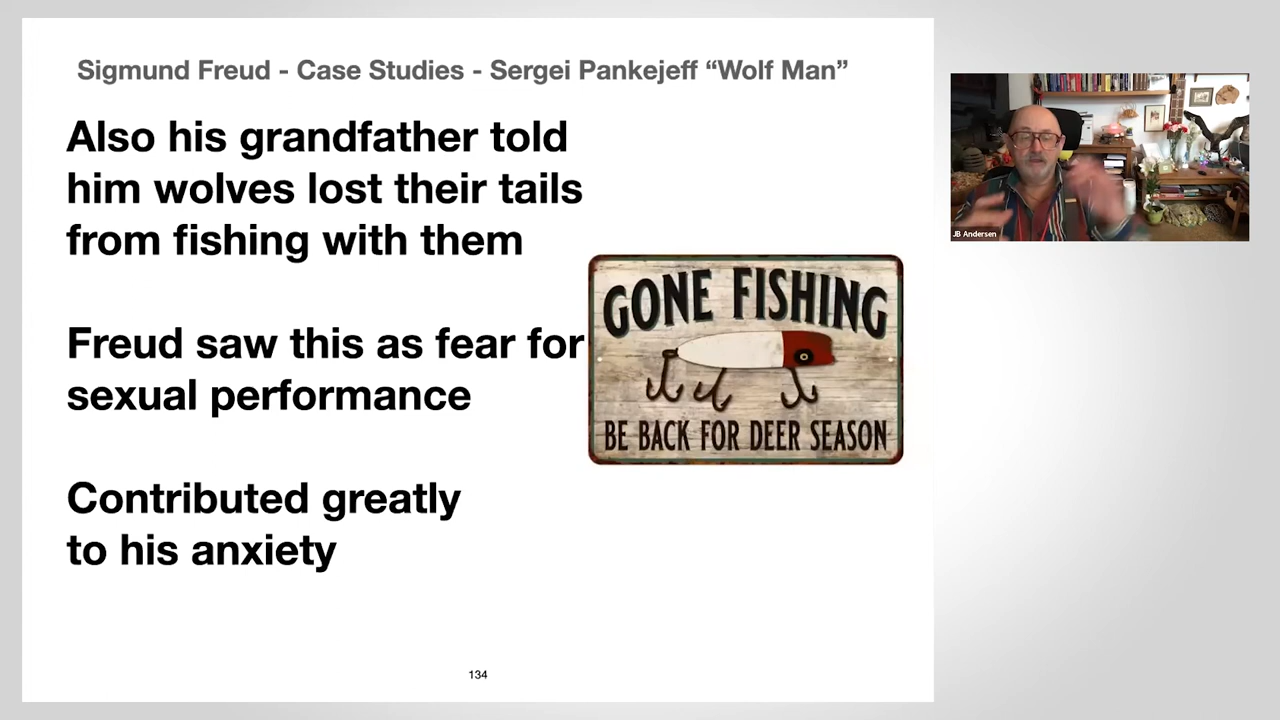 Sigmund Freud - Case Studies - Sergei Pankejeff “Wolf Man”
Also his grandfather told
him wolves lost their tails
from fishing with them
Freud saw this as fear for
sexual performance
Contributed greatly
to his anxiety
GONE FISHING
BE BACK FOR DEER SEASON
134
JB Andersen